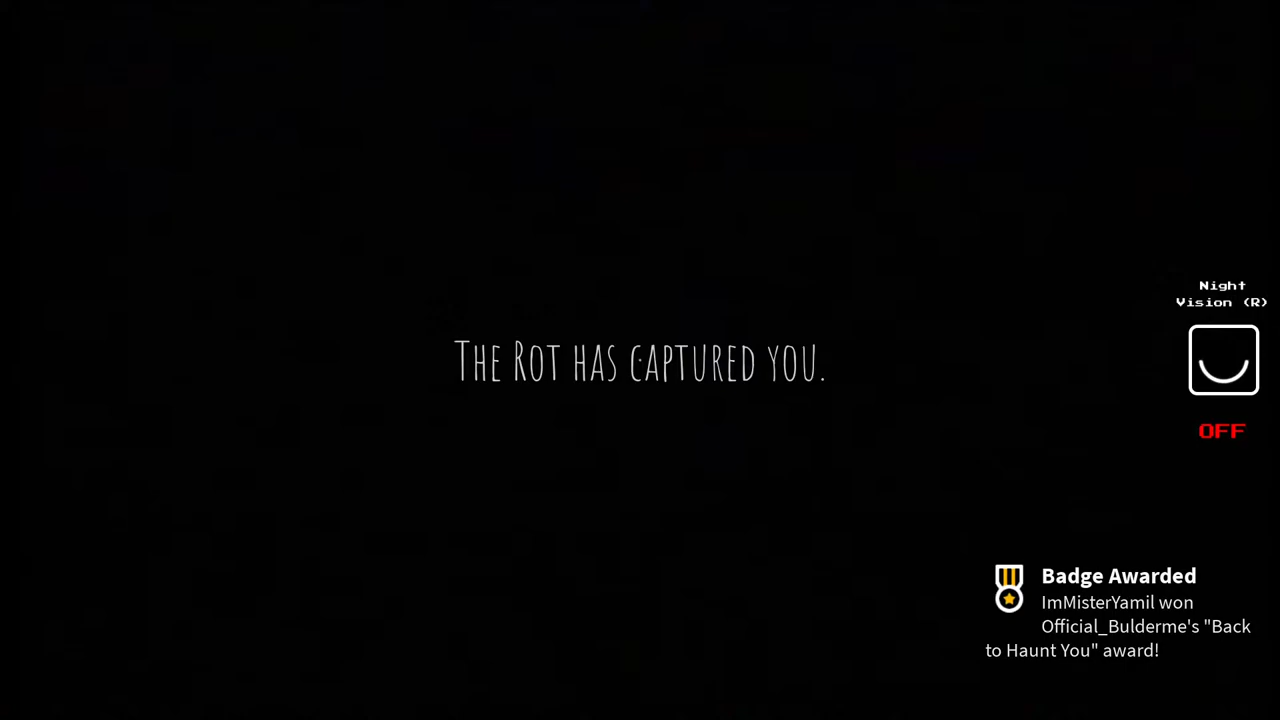 Night
Vision (R)
The Rot has captured you.
OFF
Badge Awarded
ImMisterYamil won
Official_Bulderme's "Back
to Haunt You" award!